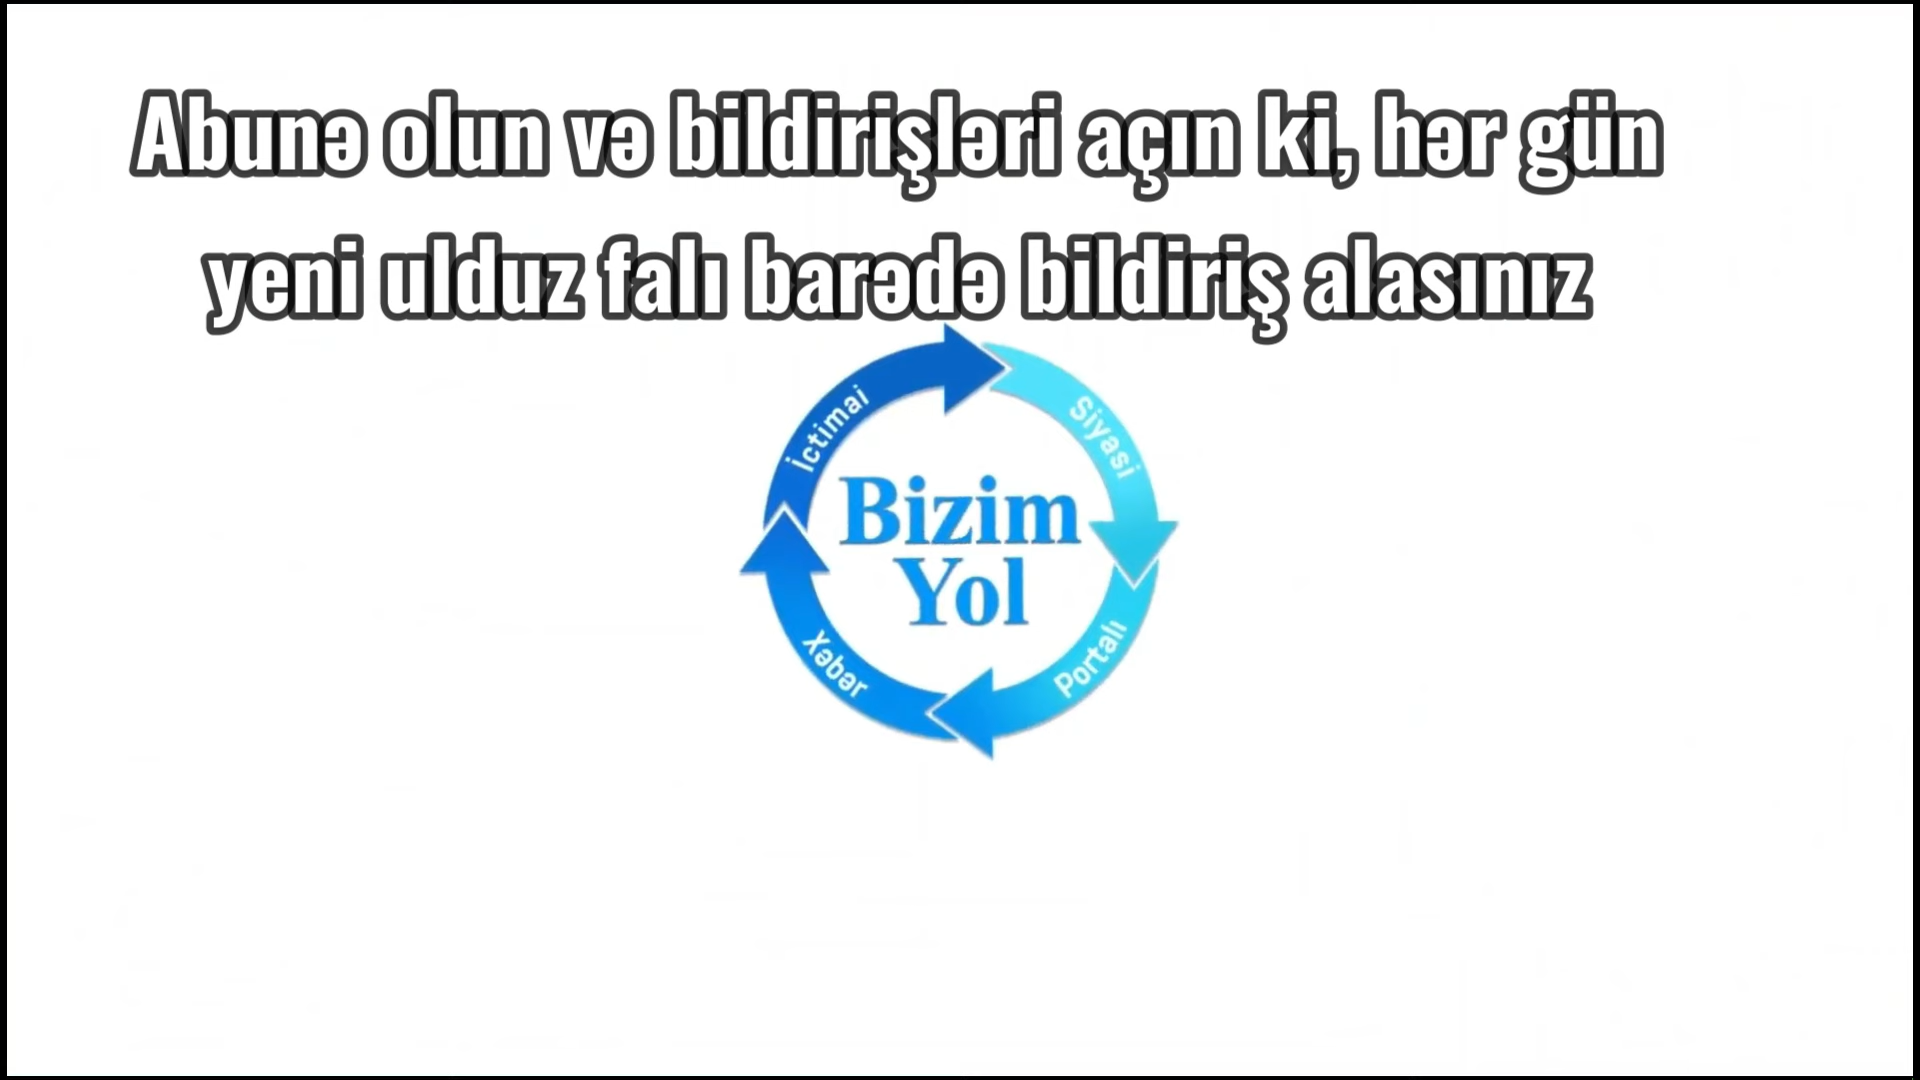 Abunə olun və bildirişləri açın ki, hər gün
yeni ulduz falı barədə bildiriş alasınız
İctimai
Siyasi
Bizim
Yol
Xəbər
Portalı